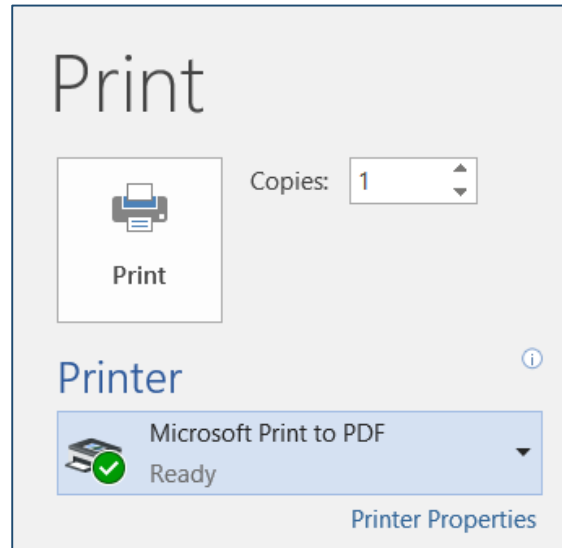 Print
Copies: 1
Print
Printer
Microsoft Print to PDF
Ready
Printer Properties